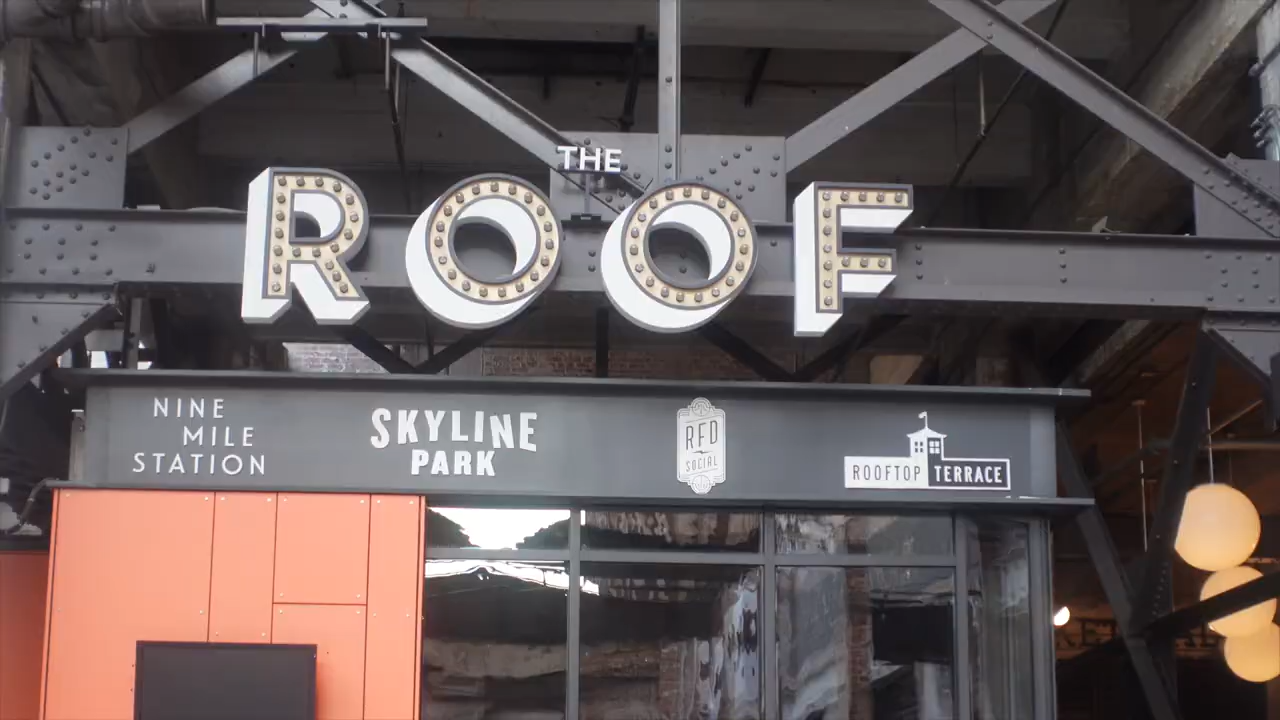 THE
ROOF
NINE
MILE
STATION
SKYLINE
PARK
RFD
SOCIAL
ROOFTOP TERRACE